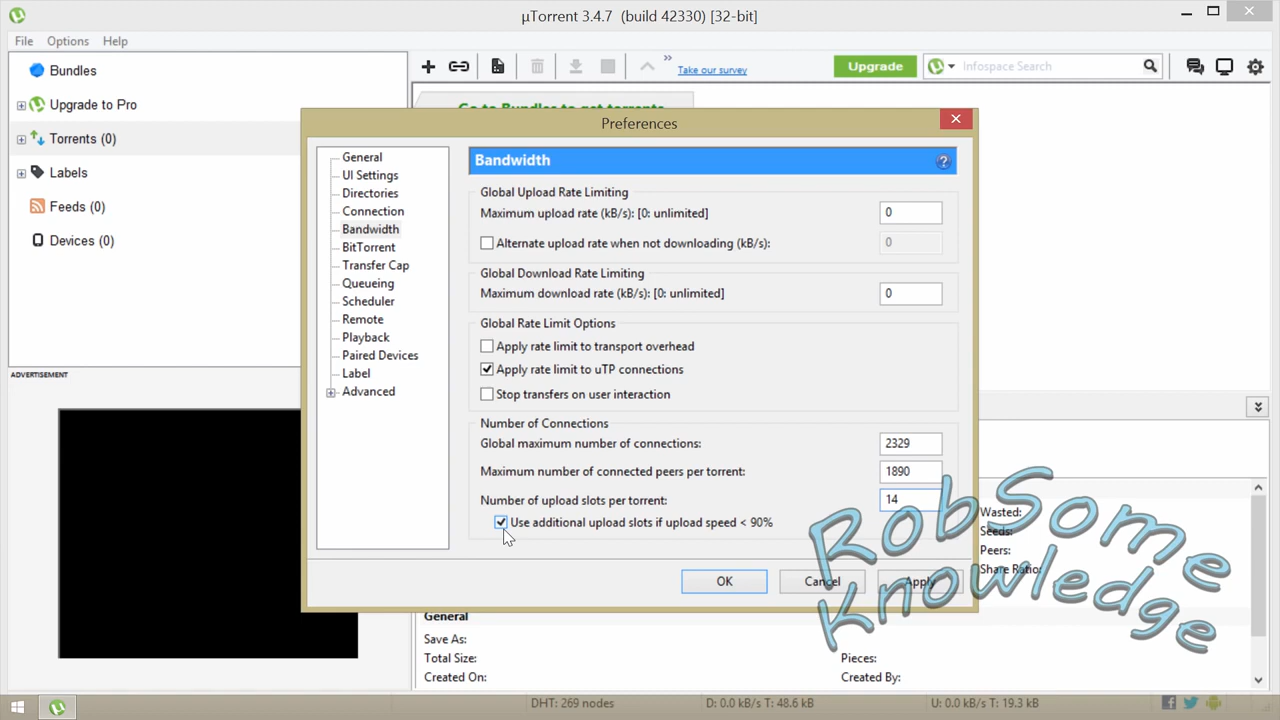 µTorrent 3.4.7 (build 42330) [32-bit]
File Options Help
Bundles
Upgrade to Pro
Torrents (0)
Labels
Feeds (0)
Devices (0)
ADVERTISEMENT
Take our survey
Upgrade
Infospace Search
Go to Bundles to get torrents
Preferences
General
UI Settings
Directories
Connection
Bandwidth
BitTorrent
Transfer Cap
Queueing
Scheduler
Remote
Playback
Paired Devices
Label
Advanced
Bandwidth
Global Upload Rate Limiting
Maximum upload rate (kB/s): [0: unlimited] 0
Alternate upload rate when not downloading (kB/s): 0
Global Download Rate Limiting
Maximum download rate (kB/s): [0: unlimited] 0
Global Rate Limit Options
Apply rate limit to transport overhead
Apply rate limit to uTP connections
Stop transfers on user interaction
Number of Connections
Global maximum number of connections: 2329
Maximum number of connected peers per torrent: 1890
Number of upload slots per torrent: 14
Use additional upload slots if upload speed < 90%
OK Cancel Apply
Wasted:
Seeds:
Peers:
Share Ratio:
RobSome
Knowledge
General
Save As:
Total Size: Pieces:
Created On: Created By:
DHT: 269 nodes D: 0.0 kB/s T: 48.6 kB U: 0.0 kB/s T: 19.3 kB